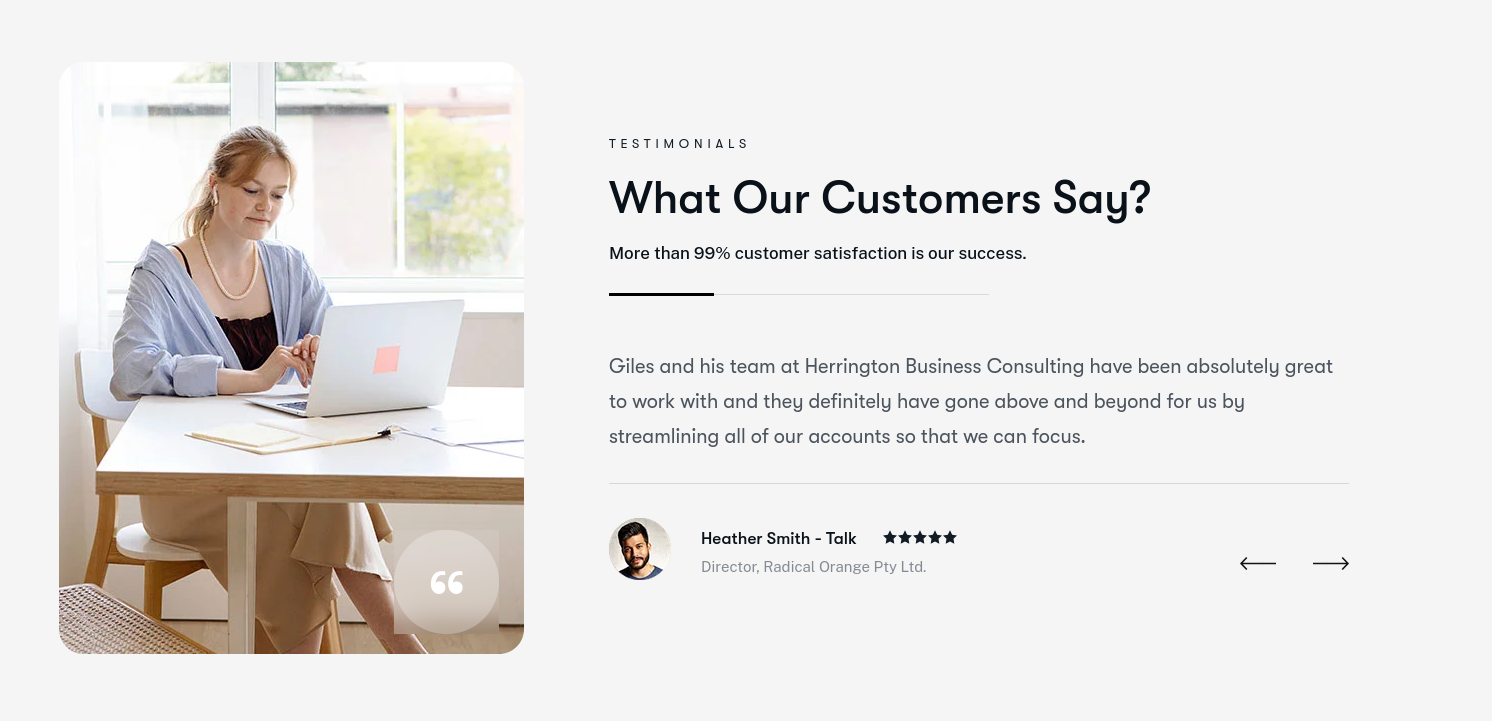 TESTIMONIALS
What Our Customers Say?
More than 99% customer satisfaction is our success.
Giles and his team at Herrington Business Consulting have been absolutely great
to work with and they definitely have gone above and beyond for us by
streamlining all of our accounts so that we can focus.
Heather Smith - Talk
Director, Radical Orange Pty Ltd.